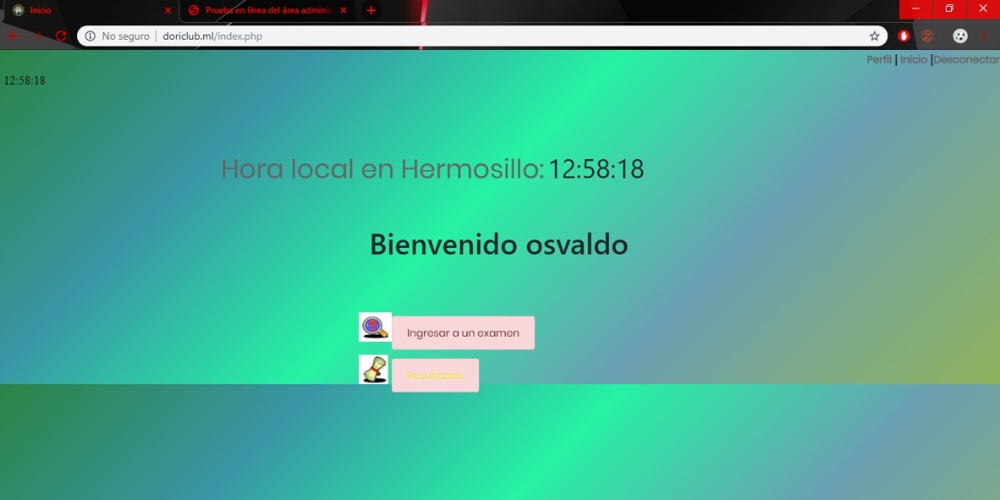 Inicio
Prueba en línea del área adminis
No seguro | doriclub.ml/index.php
Perfil | Inicio |Desconectar
12:58:18
Hora local en Hermosillo: 12:58:18
Bienvenido osvaldo
Ingresar a un examen
Resultados